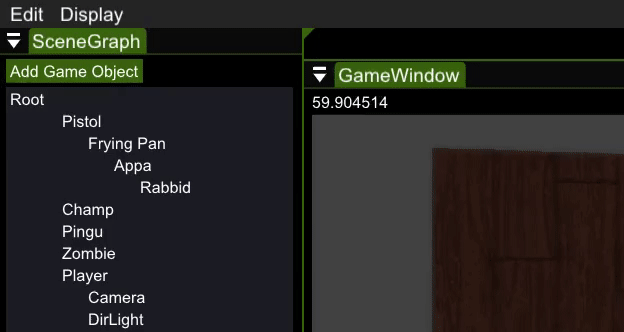 Edit Display
SceneGraph
Add Game Object
Root
Pistol
Frying Pan
Appa
Rabbid
Champ
Pingu
Zombie
Player
Camera
DirLight
GameWindow
59.904514